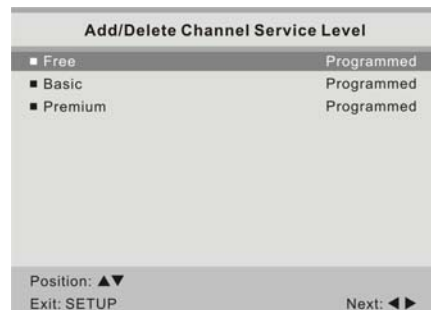 Add/Delete Channel Service Level
■ Free Programmed
■ Basic Programmed
■ Premium Programmed
Position: ▲▼
Exit: SETUP Next: ◀ ▶